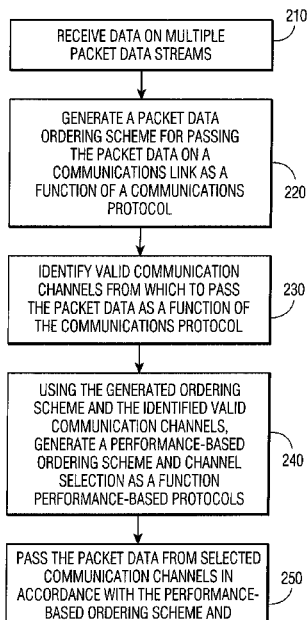 210
RECEIVE DATA ON MULTIPLE
PACKET DATA STREAMS
GENERATE A PACKET DATA
ORDERING SCHEME FOR PASSING
THE PACKET DATA ON A
COMMUNICATIONS LINK AS A
FUNCTION OF A COMMUNICATIONS
PROTOCOL
220
IDENTIFY VALID COMMUNICATION
CHANNELS FROM WHICH TO PASS
THE PACKET DATA AS A FUNCTION
OF THE COMMUNICATIONS PROTOCOL
230
USING THE GENERATED ORDERING
SCHEME AND THE IDENTIFIED VALID
COMMUNICATION CHANNELS,
GENERATE A PERFORMANCE-BASED
ORDERING SCHEME AND CHANNEL
SELECTION AS A FUNCTION
PERFORMANCE-BASED PROTOCOLS
240
PASS THE PACKET DATA FROM SELECTED
COMMUNICATION CHANNELS IN
ACCORDANCE WITH THE PERFORMANCE-
BASED ORDERING SCHEME AND
250